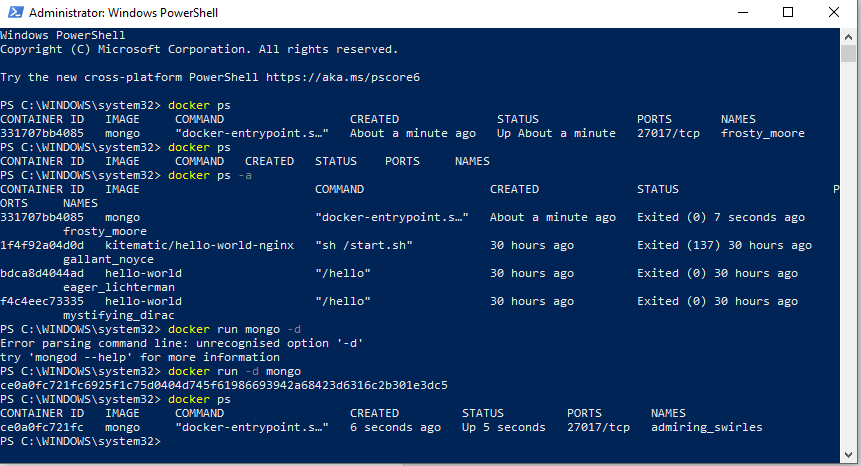 Administrator: Windows PowerShell
Windows PowerShell
Copyright (C) Microsoft Corporation. All rights reserved.
Try the new cross-platform PowerShell https://aka.ms/pscore6
PS C:\WINDOWS\system32> docker ps
CONTAINER ID   IMAGE     COMMAND                  CREATED              STATUS              PORTS       NAMES
331707bb4085   mongo     "docker-entrypoint.s…"   About a minute ago   Up About a minute   27017/tcp   frosty_moore
PS C:\WINDOWS\system32> docker ps
CONTAINER ID   IMAGE     COMMAND   CREATED   STATUS    PORTS     NAMES
PS C:\WINDOWS\system32> docker ps -a
CONTAINER ID   IMAGE                         COMMAND                  CREATED              STATUS                      P
ORTS     NAMES
331707bb4085   mongo                         "docker-entrypoint.s…"   About a minute ago   Exited (0) 7 seconds ago
         frosty_moore
1f4f92a04d0d   kitematic/hello-world-nginx   "sh /start.sh"           30 hours ago         Exited (137) 30 hours ago
         gallant_noyce
bdca8d4044ad   hello-world                   "/hello"                 30 hours ago         Exited (0) 30 hours ago
         eager_lichterman
f4c4eec73335   hello-world                   "/hello"                 30 hours ago         Exited (0) 30 hours ago
         mystifying_dirac
PS C:\WINDOWS\system32> docker run mongo -d
Error parsing command line: unrecognised option '-d'
try 'mongod --help' for more information
PS C:\WINDOWS\system32> docker run -d mongo
ce0a0fc721fc6925f1c75d0404d745f61986693942a68423d6316c2b301e3dc5
PS C:\WINDOWS\system32> docker ps
CONTAINER ID   IMAGE     COMMAND                  CREATED         STATUS         PORTS       NAMES
ce0a0fc721fc   mongo     "docker-entrypoint.s…"   6 seconds ago   Up 5 seconds   27017/tcp   admiring_swirles
PS C:\WINDOWS\system32>